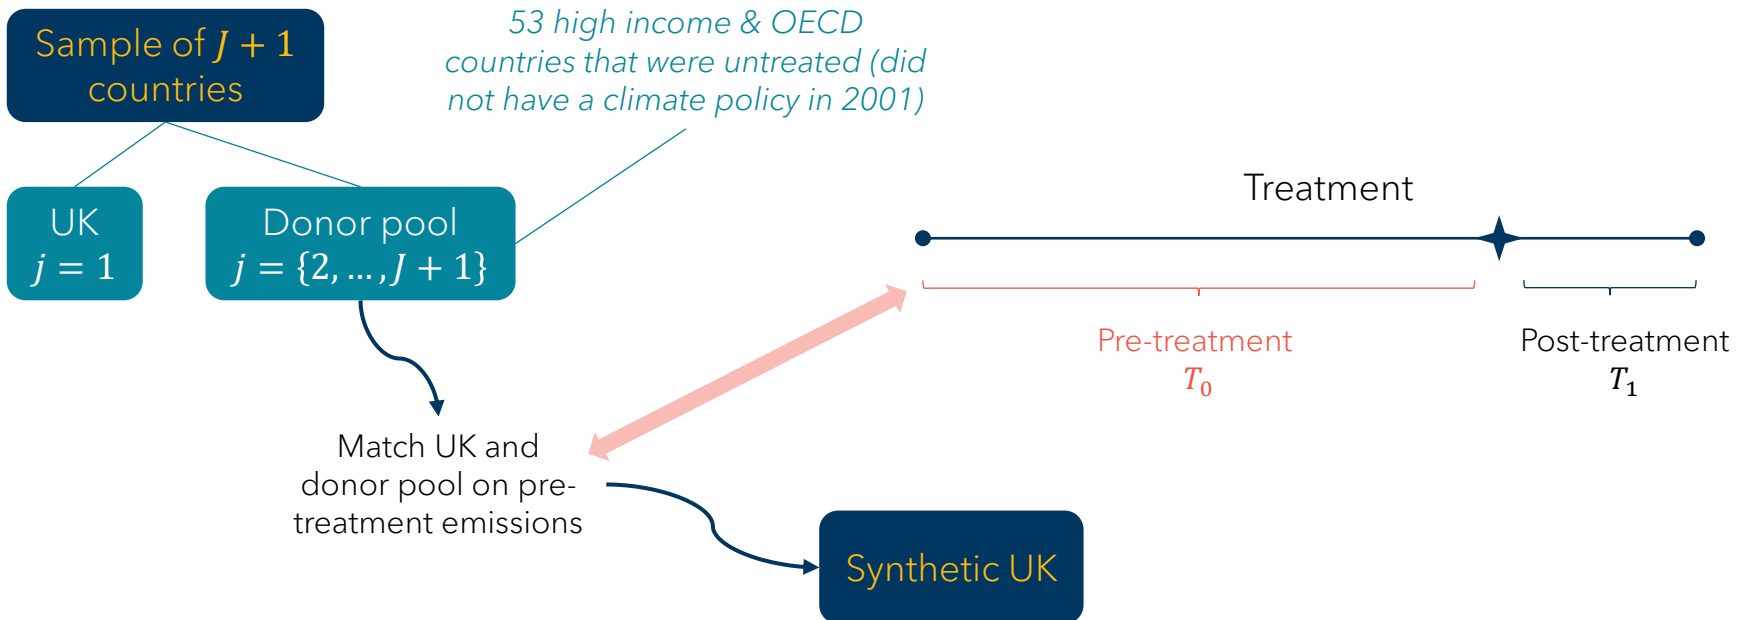 Sample of J + 1
countries
53 high income & OECD
countries that were untreated (did
not have a climate policy in 2001)
UK
j = 1
Donor pool
j = {2, … , J + 1}
Treatment
Pre-treatment
T₀
Post-treatment
T₁
Match UK and
donor pool on pre-
treatment emissions
Synthetic UK